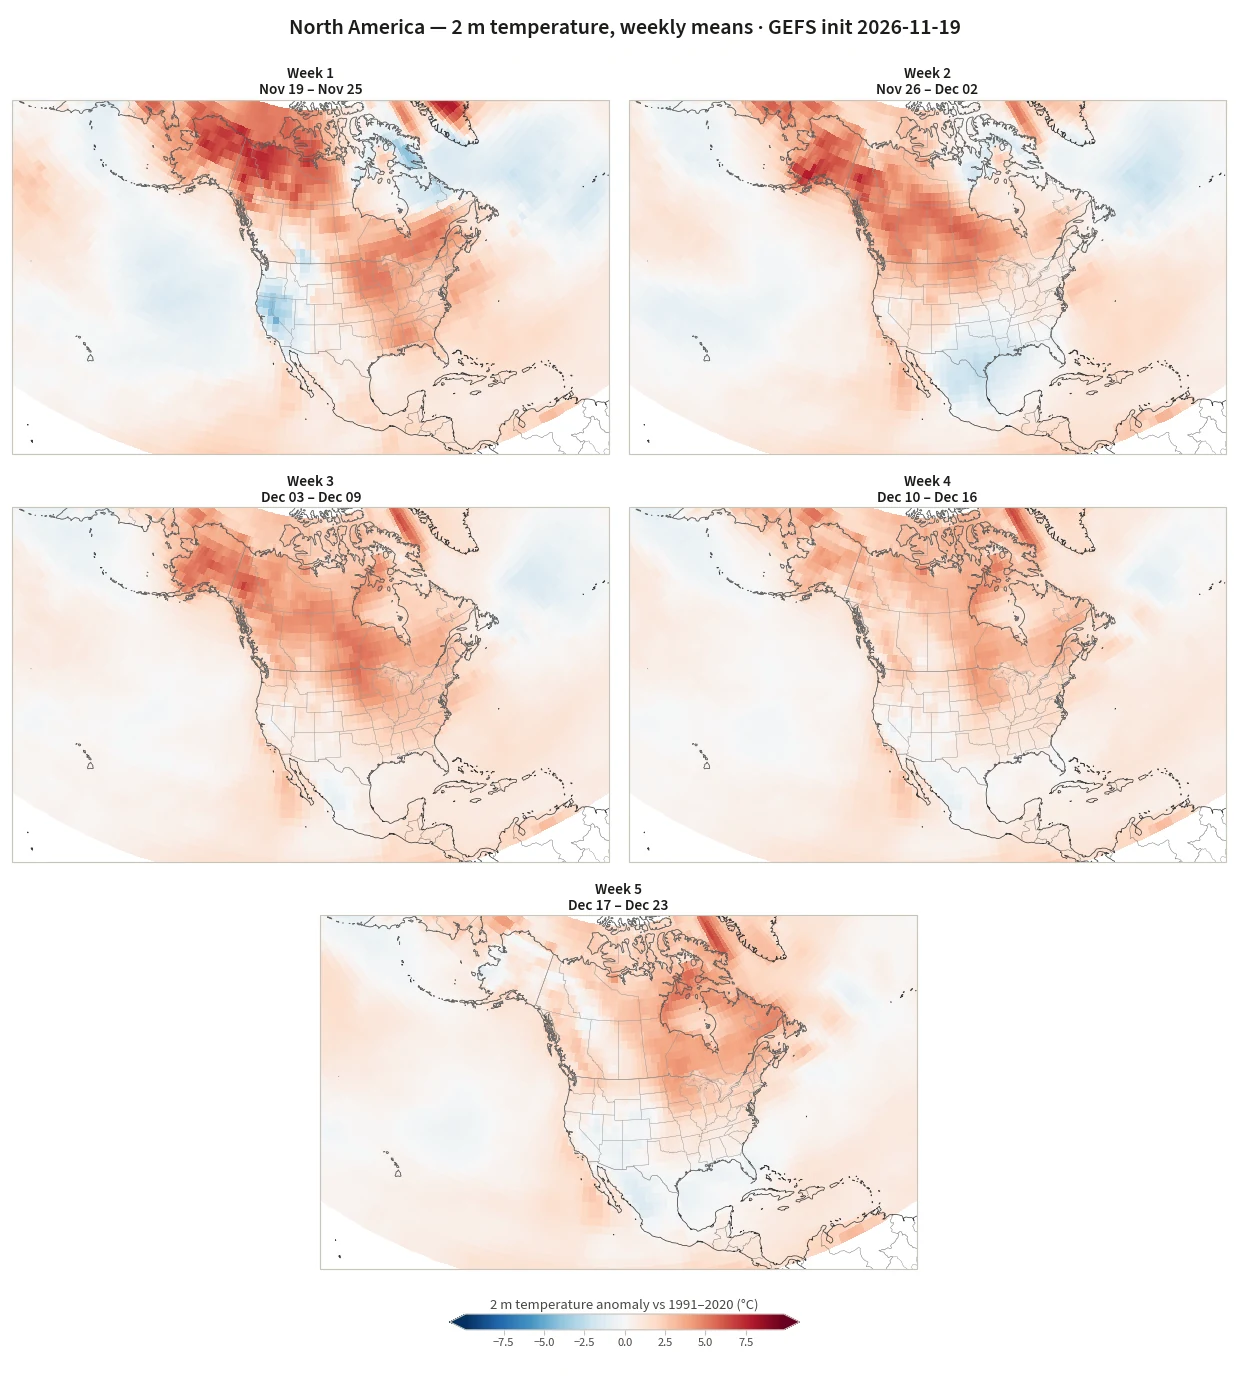 North America — 2 m temperature, weekly means · GEFS init 2026-11-19
Week 1
Nov 19 – Nov 25
Week 2
Nov 26 – Dec 02
Week 3
Dec 03 – Dec 09
Week 4
Dec 10 – Dec 16
Week 5
Dec 17 – Dec 23
2 m temperature anomaly vs 1991–2020 (°C)
−7.5 −5.0 −2.5 0.0 2.5 5.0 7.5